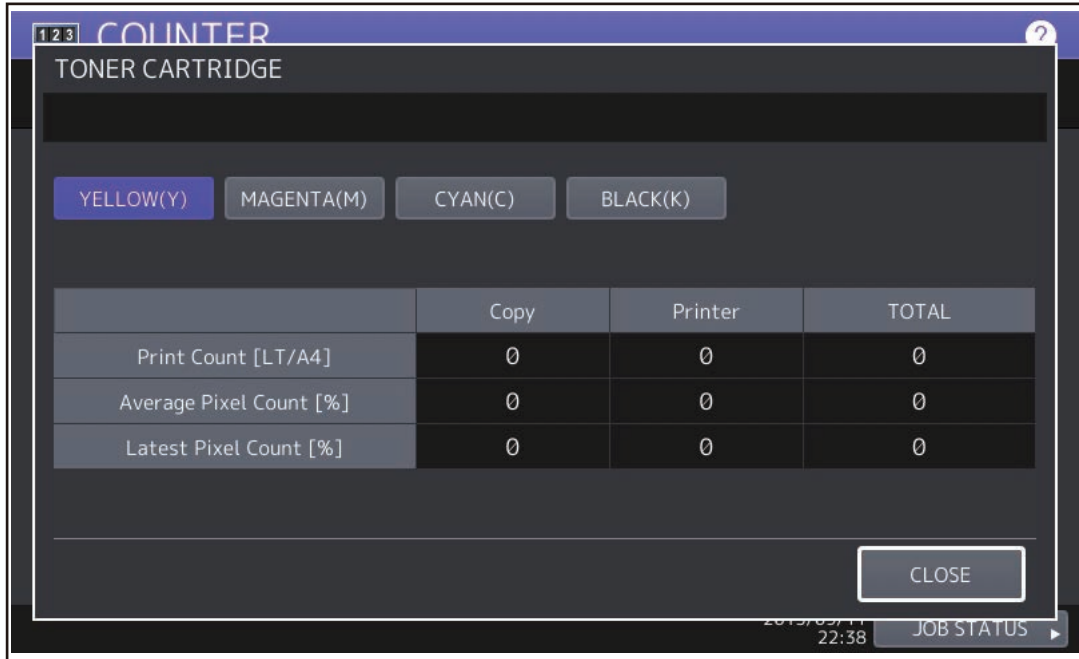 123 COUNTER ?
TONER CARTRIDGE
YELLOW(Y) MAGENTA(M) CYAN(C) BLACK(K)
Copy Printer TOTAL
Print Count [LT/A4] 0 0 0
Average Pixel Count [%] 0 0 0
Latest Pixel Count [%] 0 0 0
CLOSE
22:38 JOB STATUS